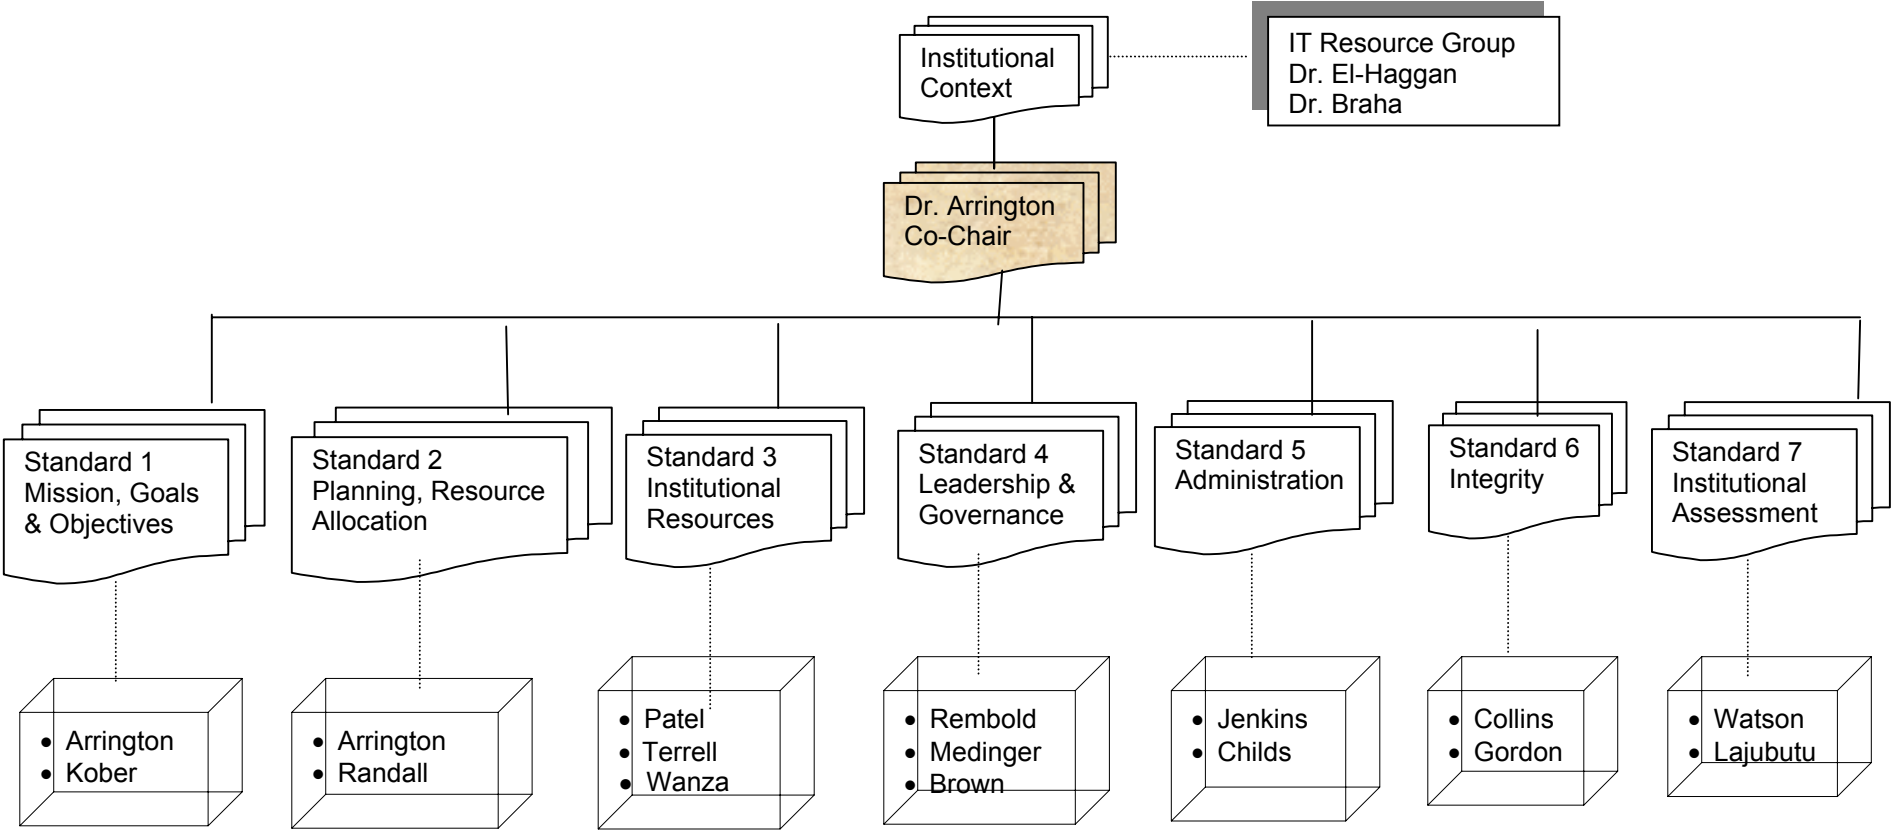 Institutional
Context
IT Resource Group
Dr. El-Haggan
Dr. Braha
Dr. Arrington
Co-Chair
Standard 1
Mission, Goals
& Objectives
Standard 2
Planning, Resource
Allocation
Standard 3
Institutional
Resources
Standard 4
Leadership &
Governance
Standard 5
Administration
Standard 6
Integrity
Standard 7
Institutional
Assessment
• Arrington
• Kober
• Arrington
• Randall
• Patel
• Terrell
• Wanza
• Rembold
• Medinger
• Brown
• Jenkins
• Childs
• Collins
• Gordon
• Watson
• Lajubutu